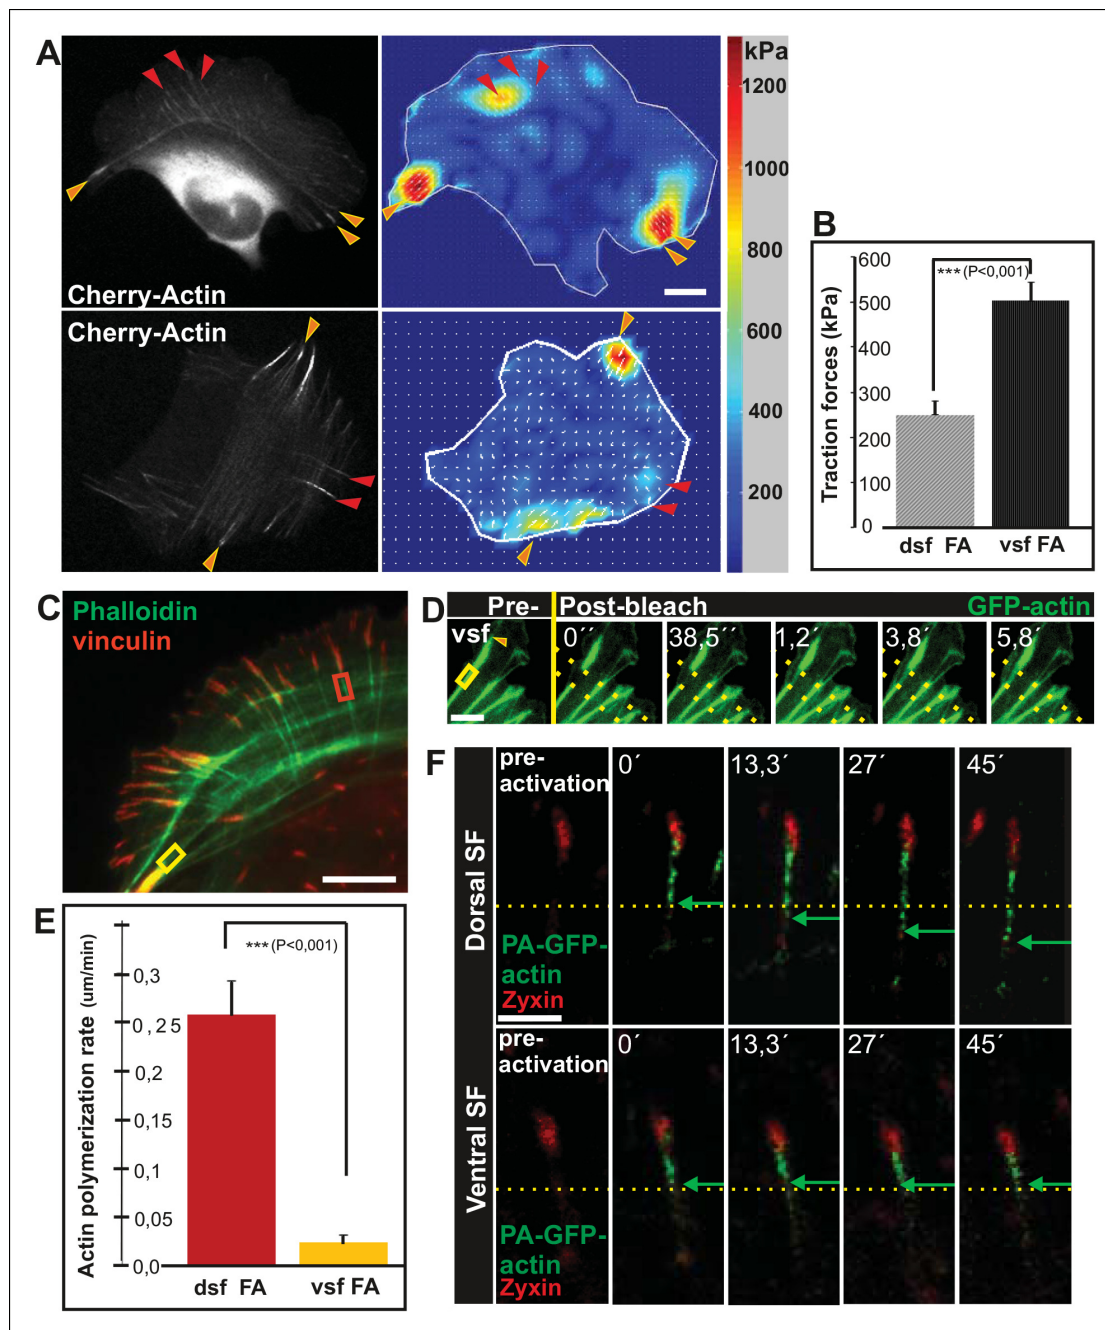 A
Cherry-Actin
Cherry-Actin
kPa
1200
1000
800
600
400
200
B
Traction forces (kPa)
600
500
400
300
200
100
0
*** (P<0,001)
dsf FA
vsf FA
C
Phalloidin
vinculin
D
Pre-
Post-bleach
GFP-actin
vsf
0´´
38,5´´
1,2´
3,8´
5,8´
E
Actin polymerization rate (um/min)
0,3
0,25
0,2
0,15
0,1
0,05
0,0
*** (P<0,001)
dsf FA
vsf FA
F
Dorsal SF
pre-
activation
0´
13,3´
27´
45´
PA-GFP-
actin
Zyxin
Ventral SF
pre-
activation
0´
13,3´
27´
45´
PA-GFP-
actin
Zyxin